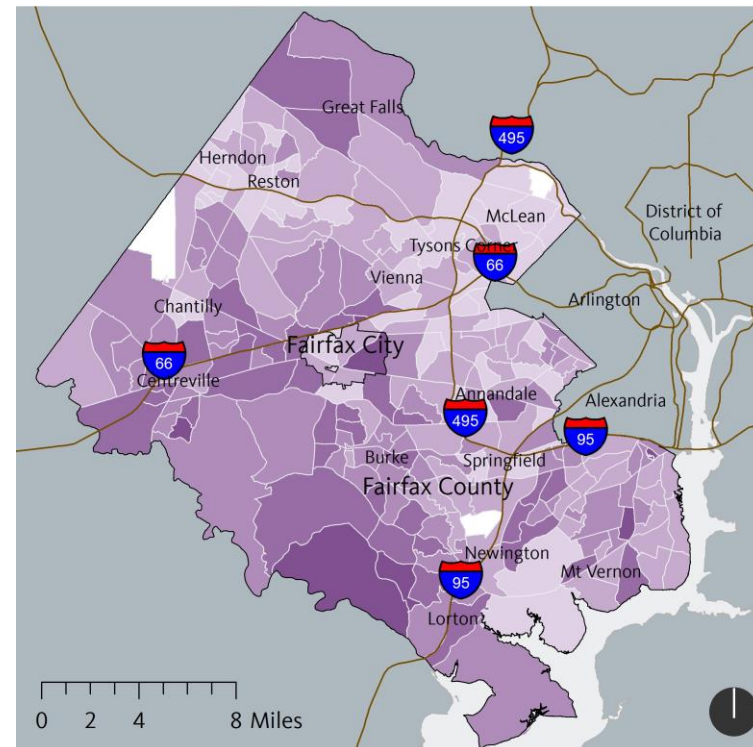 Great Falls
495
Herndon
Reston
McLean
District of
Columbia
Tysons Corner
66
Vienna
Arlington
Chantilly
Fairfax City
66
Centreville
Annandale
Alexandria
495
95
Burke
Springfield
Fairfax County
Newington
Mt Vernon
95
Lorton
0 2 4 8 Miles